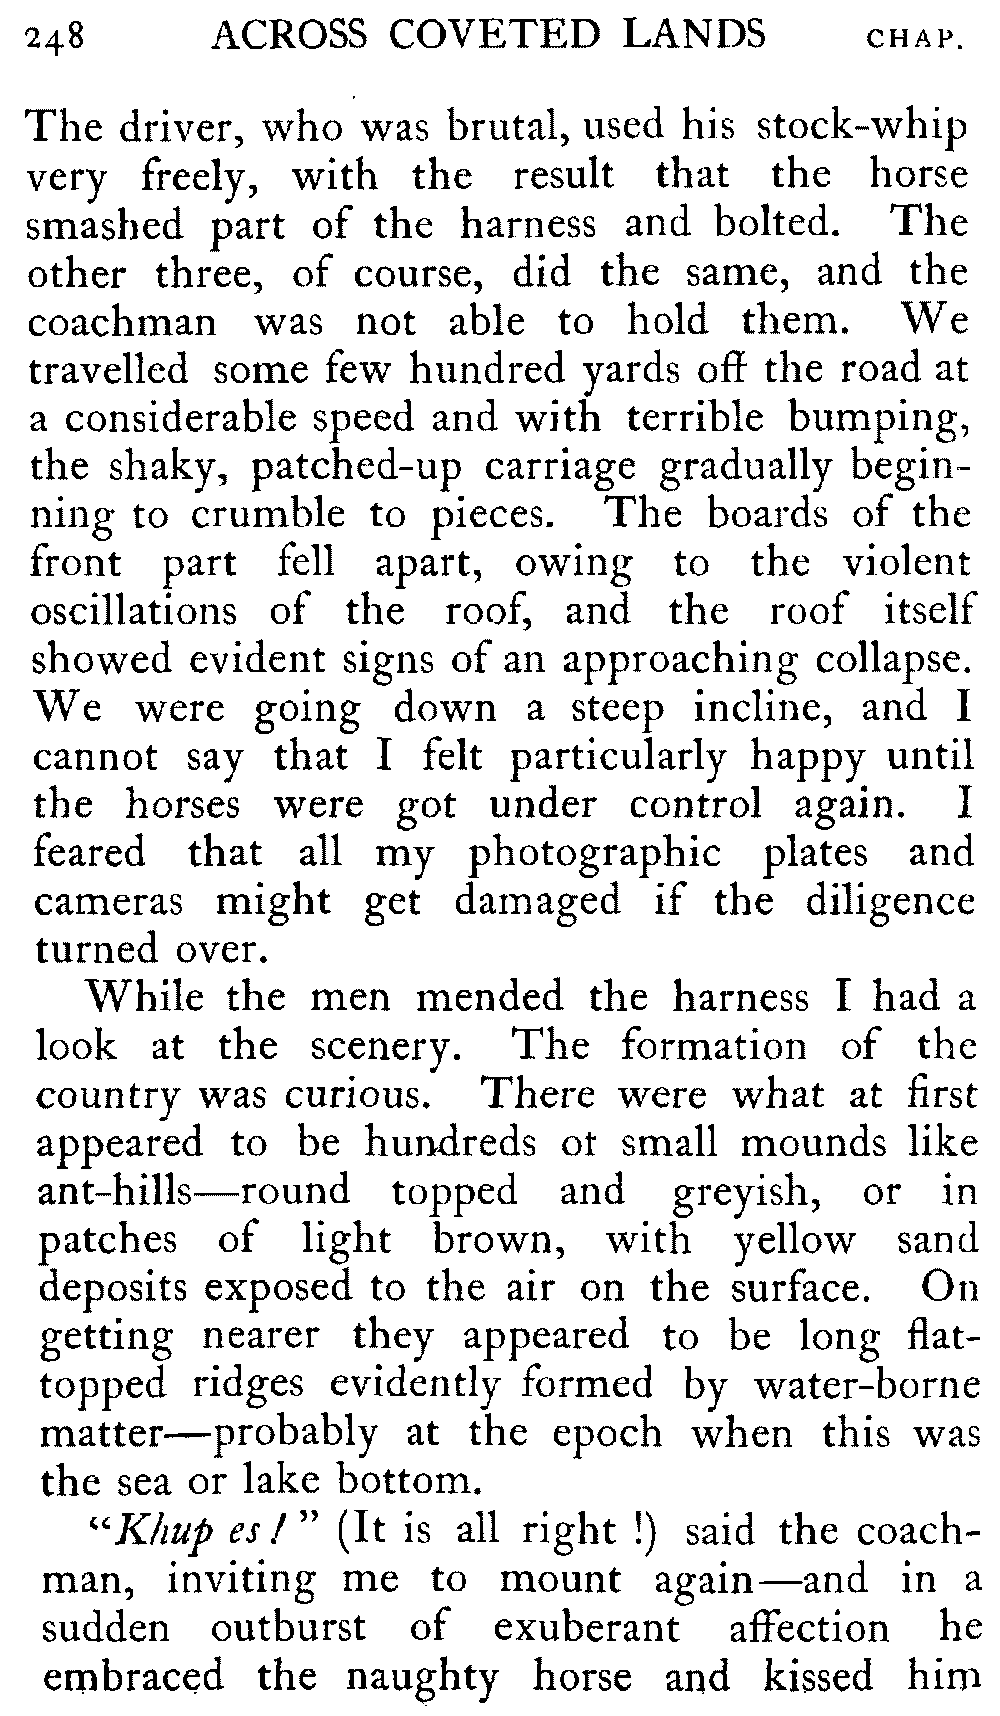 248 ACROSS COVETED LANDS CHAP.
The driver, who was brutal, used his stock-whip
very freely, with the result that the horse
smashed part of the harness and bolted. The
other three, of course, did the same, and the
coachman was not able to hold them. We
travelled some few hundred yards off the road at
a considerable speed and with terrible bumping,
the shaky, patched-up carriage gradually begin-
ning to crumble to pieces. The boards of the
front part fell apart, owing to the violent
oscillations of the roof, and the roof itself
showed evident signs of an approaching collapse.
We were going down a steep incline, and I
cannot say that I felt particularly happy until
the horses were got under control again. I
feared that all my photographic plates and
cameras might get damaged if the diligence
turned over.
While the men mended the harness I had a
look at the scenery. The formation of the
country was curious. There were what at first
appeared to be hundreds of small mounds like
ant-hills—round topped and greyish, or in
patches of light brown, with yellow sand
deposits exposed to the air on the surface. On
getting nearer they appeared to be long flat-
topped ridges evidently formed by water-borne
matter—probably at the epoch when this was
the sea or lake bottom.
"Khup es!" (It is all right!) said the coach-
man, inviting me to mount again—and in a
sudden outburst of exuberant affection he
embraced the naughty horse and kissed him